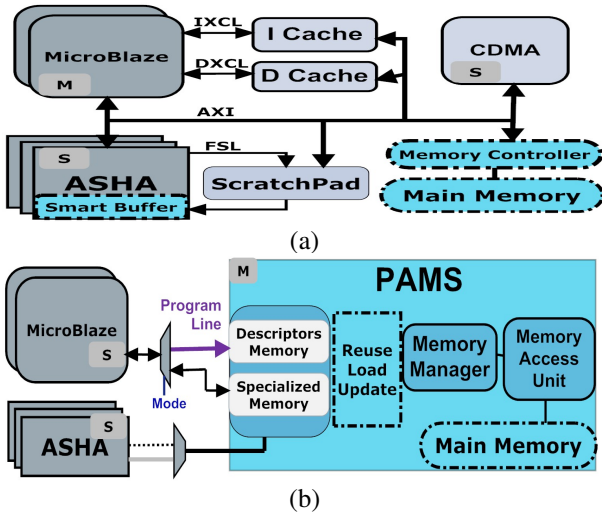 MicroBlaze
M
IXCL
I Cache
DXCL
D Cache
CDMA
S
AXI
S
FSL
ASHA
Smart Buffer
ScratchPad
Memory Controller
Main Memory
(a)
MicroBlaze
S
Program
Line
Mode
M
PAMS
Descriptors
Memory
Specialized
Memory
Reuse
Load
Update
Memory
Manager
Memory
Access
Unit
Main Memory
S
ASHA
(b)